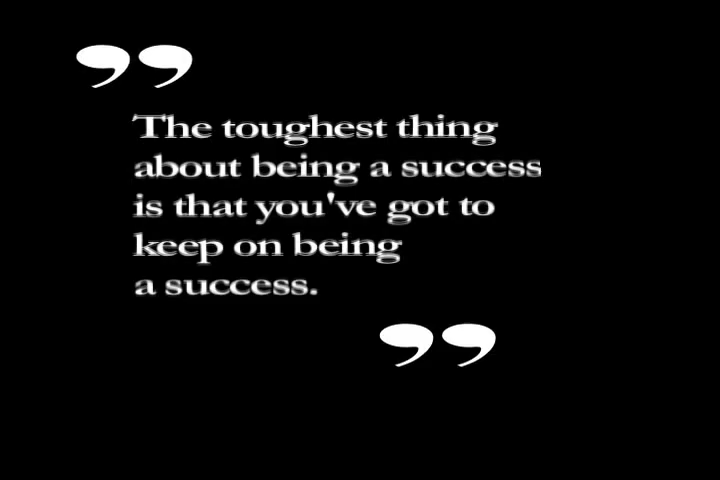 ”
The toughest thing
about being a success
is that you've got to
keep on being
a success.
”